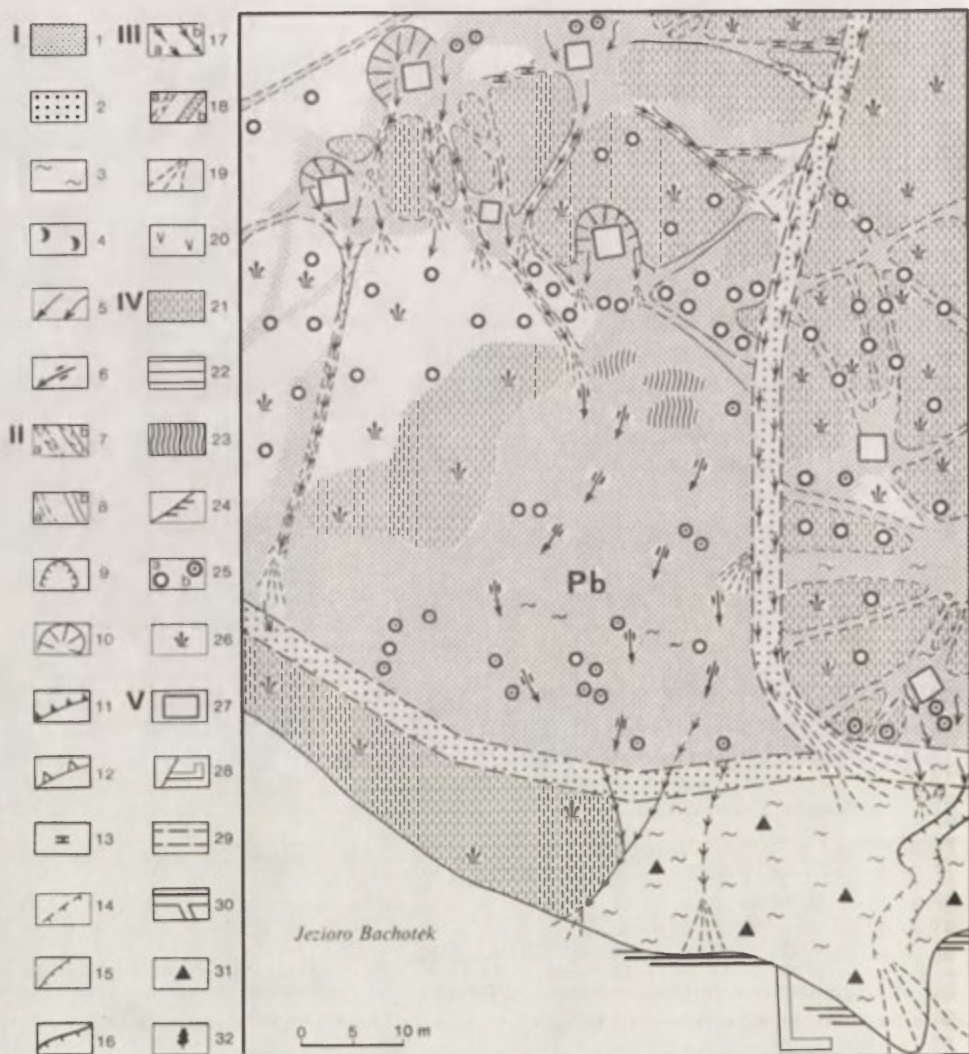 I 1 III a b 17
2 a b 18
3 19
4 20
5 IV 21
6 22
II a b 7 23
a b 8 24
9 a b 25
10 26
11 V 27
12 28
13 29
14 30
15 31
16 32
Pb
Jezioro Bachotek
0 5 10 m